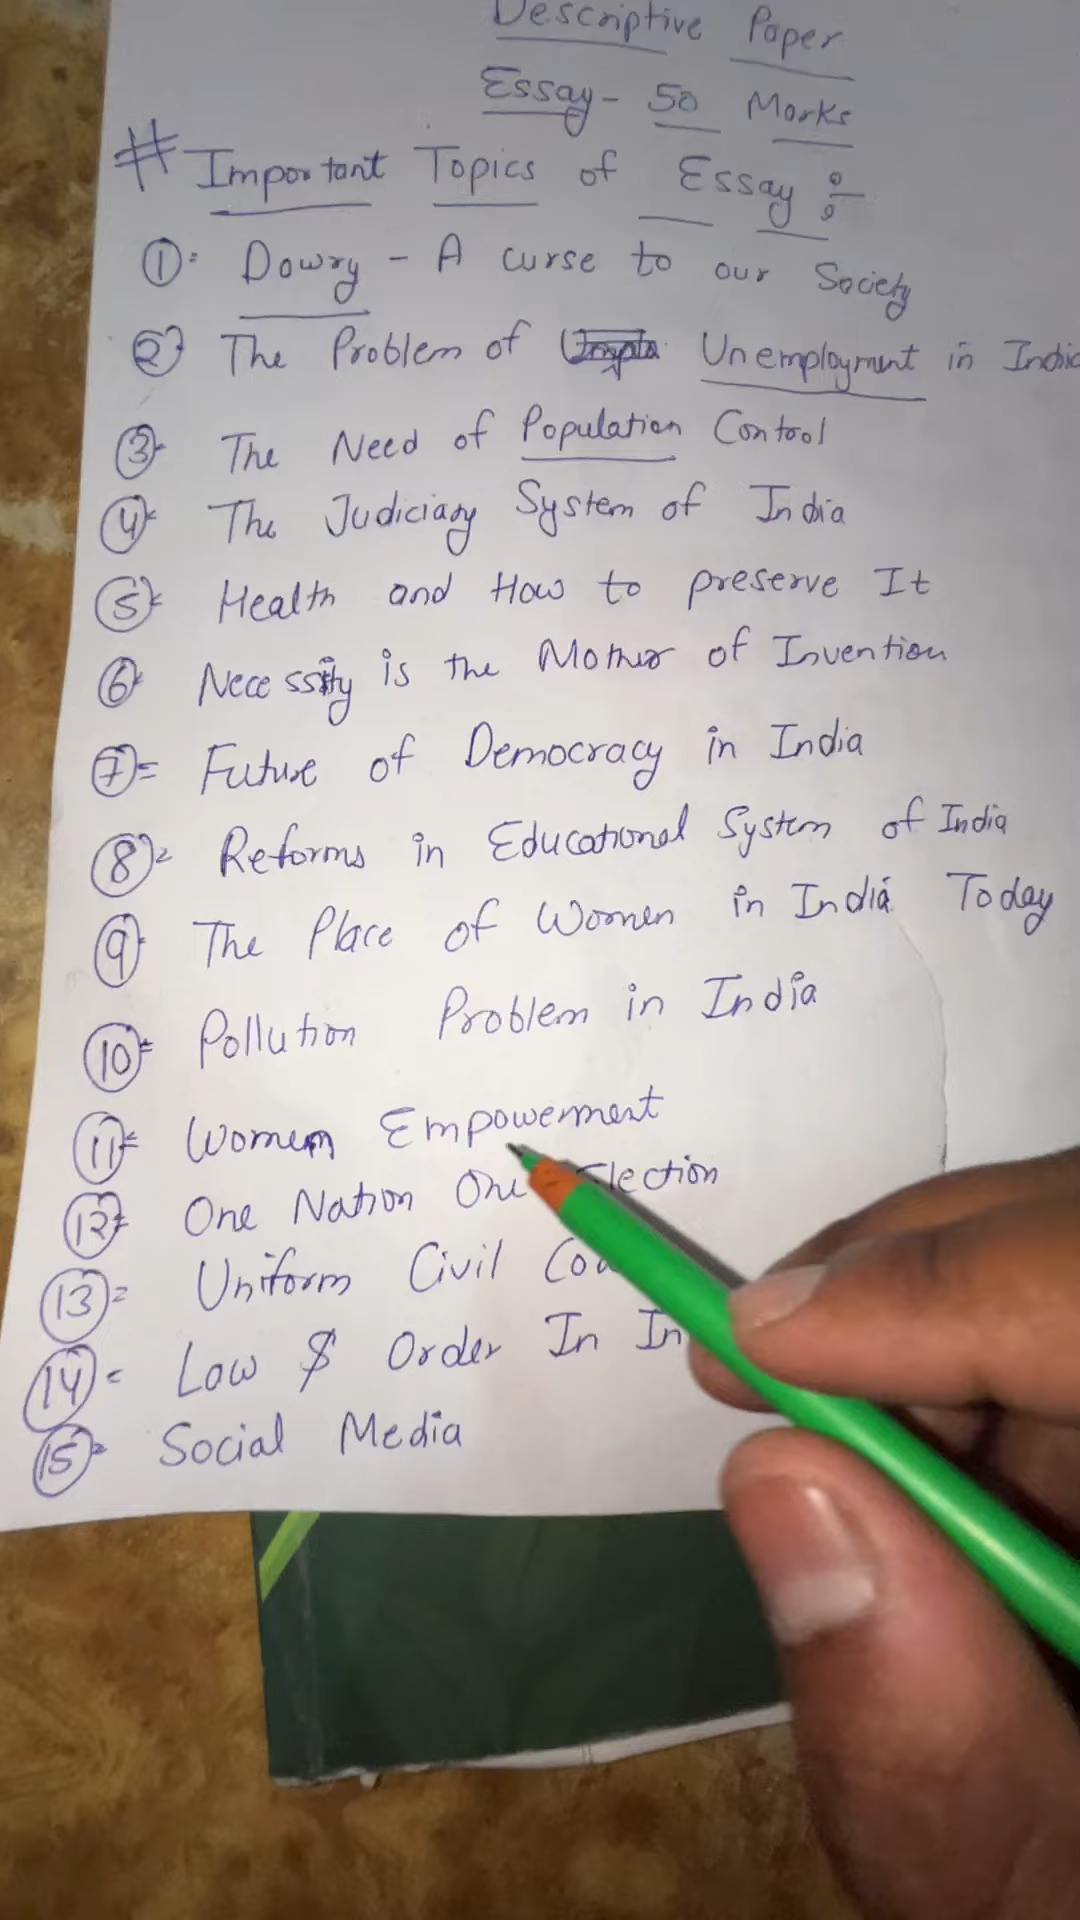 Descriptive Paper
Essay - 50 Marks
# Important Topics of Essay :-
① = Dowry - A curse to our Society
② The Problem of Unemployment in India
③ The Need of Population Control
④ The Judiciary System of India
⑤ Health and How to preserve It
⑥ Necessity is the Mother of Invention
⑦ = Future of Democracy in India
⑧ = Reforms in Educational System of India
⑨ The Place of Women in India Today
⑩ = Pollution Problem in India
⑪ = Women Empowerment
⑫ = One Nation One Election
⑬ = Uniform Civil
⑭ = Law $ Order In
⑮ = Social Media